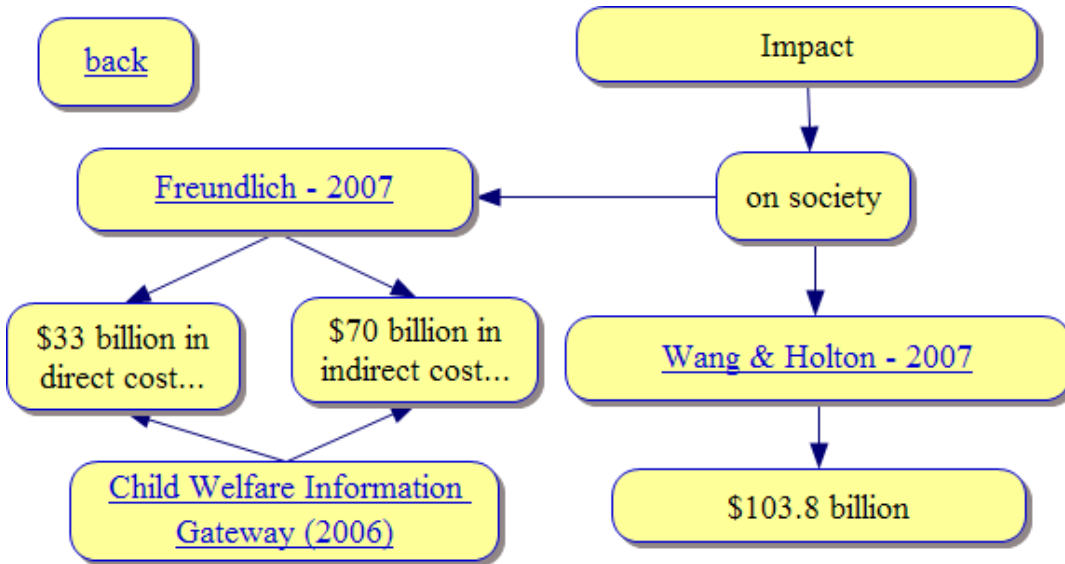 back
Impact
Freundlich - 2007
on society
$33 billion in
direct cost...
$70 billion in
indirect cost...
Wang & Holton - 2007
Child Welfare Information
Gateway (2006)
$103.8 billion